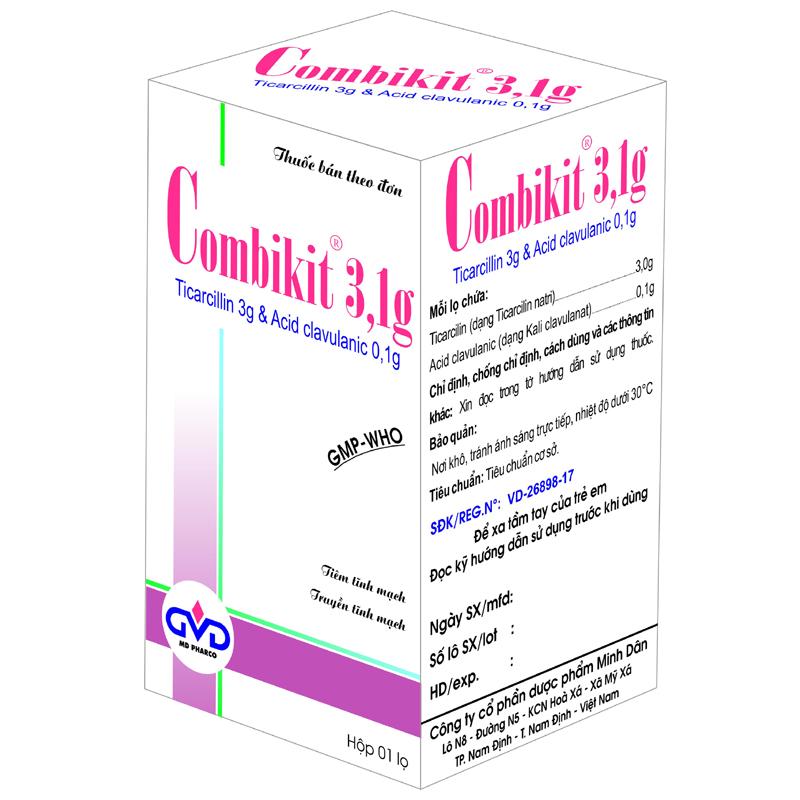 Combikit® 3,1g
Ticarcillin 3g & Acid clavulanic 0,1g
Thuốc bán theo đơn
Combikit® 3,1g
Ticarcillin 3g & Acid clavulanic 0,1g
GMP-WHO
Tiêm tĩnh mạch
Truyền tĩnh mạch
GVD
MD PHARCO
Hộp 01 lọ
Combikit® 3,1g
Ticarcillin 3g & Acid clavulanic 0,1g
Mỗi lọ chứa:
Ticarcilin (dạng Ticarcilin natri)........................3,0g
Acid clavulanic (dạng Kali clavulanat)..............0,1g
Chỉ định, chống chỉ định, cách dùng và các thông tin
khác: Xin đọc trong tờ hướng dẫn sử dụng thuốc.
Bảo quản:
Nơi khô, tránh ánh sáng trực tiếp, nhiệt độ dưới 30°C
Tiêu chuẩn: Tiêu chuẩn cơ sở.
SĐK/REG.N°: VD-26898-17
Để xa tầm tay của trẻ em
Đọc kỹ hướng dẫn sử dụng trước khi dùng
Ngày SX/mfd:
Số lô SX/lot :
HD/exp. :
Công ty cổ phần dược phẩm Minh Dân
Lô N8 - Đường N5 - KCN Hoà Xá - Xã Mỹ Xá
TP. Nam Định - T. Nam Định - Việt Nam